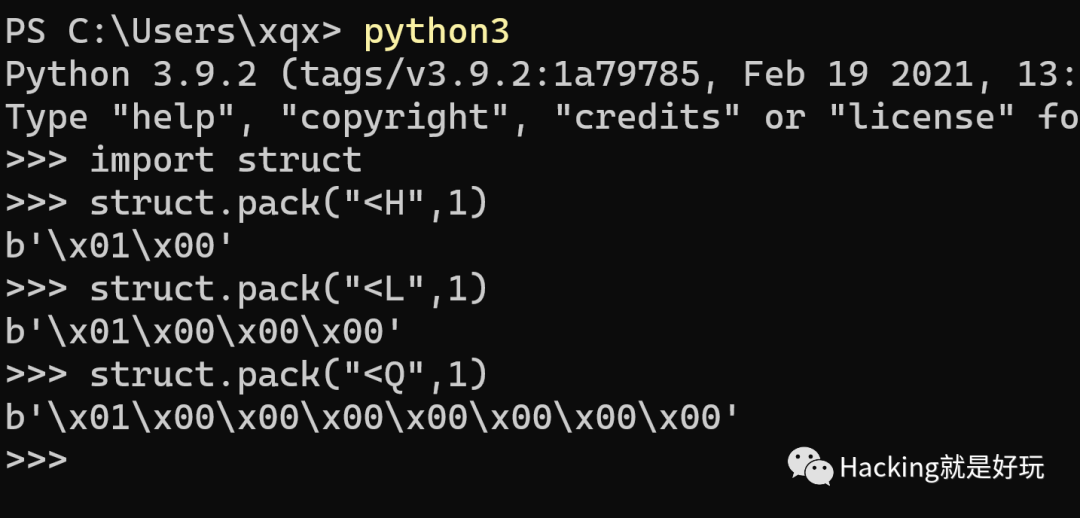 PS C:\Users\xqx> python3
Python 3.9.2 (tags/v3.9.2:1a79785, Feb 19 2021, 13:
Type "help", "copyright", "credits" or "license" fo
>>> import struct
>>> struct.pack("<H",1)
b'\x01\x00'
>>> struct.pack("<L",1)
b'\x01\x00\x00\x00'
>>> struct.pack("<Q",1)
b'\x01\x00\x00\x00\x00\x00\x00\x00'
>>>
Hacking就是好玩